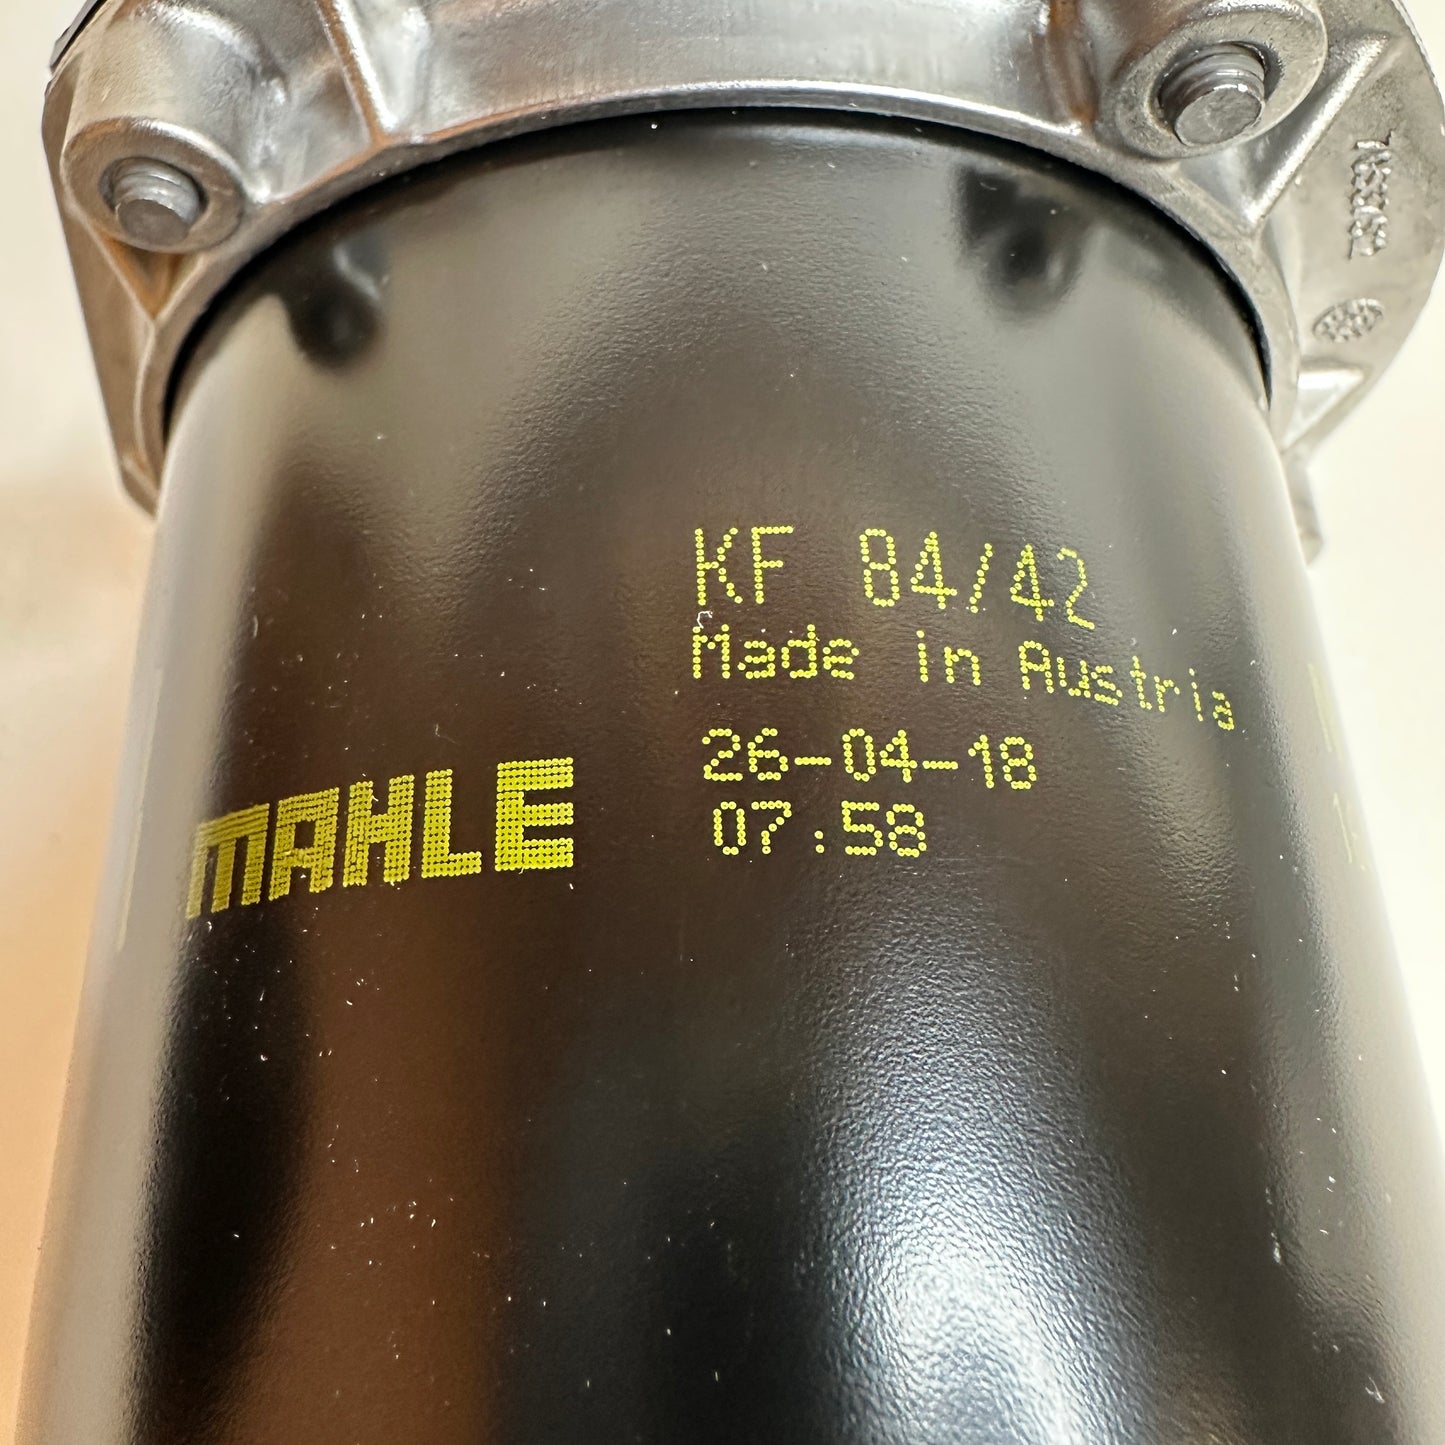 KF 84/42
Made in Austria
26-04-18
07:58
MAHLE